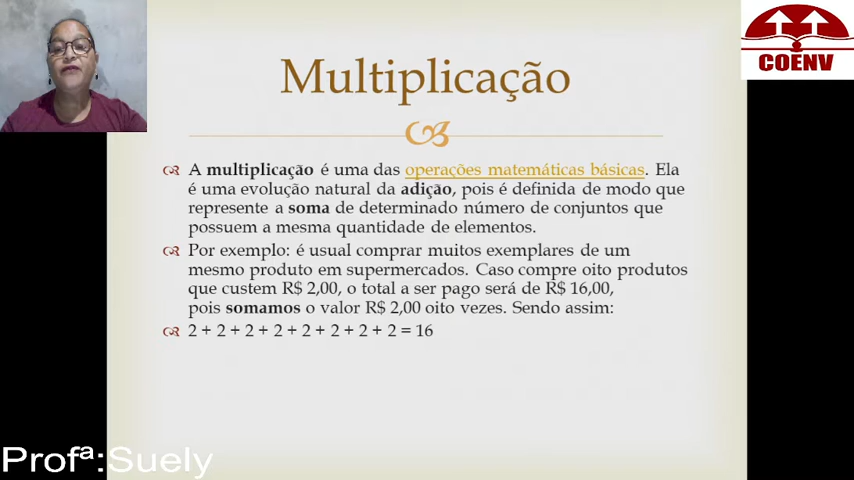 COENV
Multiplicação
A multiplicação é uma das operações matemáticas básicas. Ela
é uma evolução natural da adição, pois é definida de modo que
represente a soma de determinado número de conjuntos que
possuem a mesma quantidade de elementos.
Por exemplo: é usual comprar muitos exemplares de um
mesmo produto em supermercados. Caso compre oito produtos
que custem R$ 2,00, o total a ser pago será de R$ 16,00,
pois somamos o valor R$ 2,00 oito vezes. Sendo assim:
2 + 2 + 2 + 2 + 2 + 2 + 2 + 2 = 16
Profª:Suely